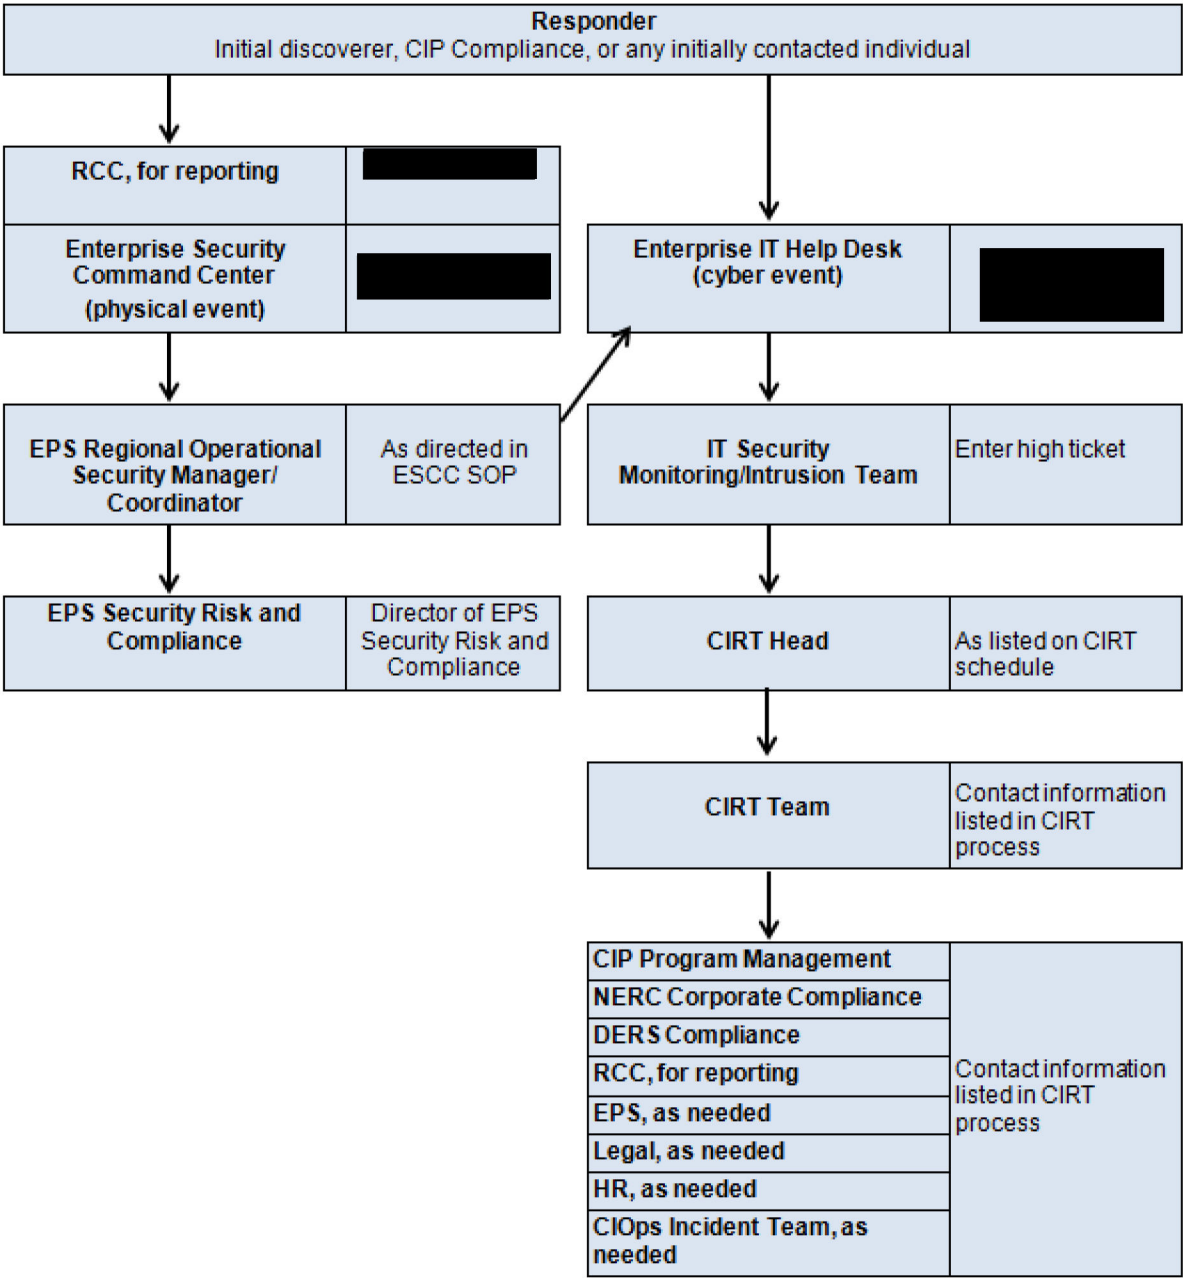 Responder
Initial discoverer, CIP Compliance, or any initially contacted individual
RCC, for reporting
Enterprise Security
Command Center
(physical event)
Enterprise IT Help Desk
(cyber event)
EPS Regional Operational
Security Manager/
Coordinator
As directed in
ESCC SOP
IT Security
Monitoring/Intrusion Team
Enter high ticket
EPS Security Risk and
Compliance
Director of EPS
Security Risk and
Compliance
CIRT Head
As listed on CIRT
schedule
CIRT Team
Contact information
listed in CIRT
process
CIP Program Management
NERC Corporate Compliance
DERS Compliance
RCC, for reporting
EPS, as needed
Legal, as needed
HR, as needed
CIOps Incident Team, as
needed
Contact information
listed in CIRT
process